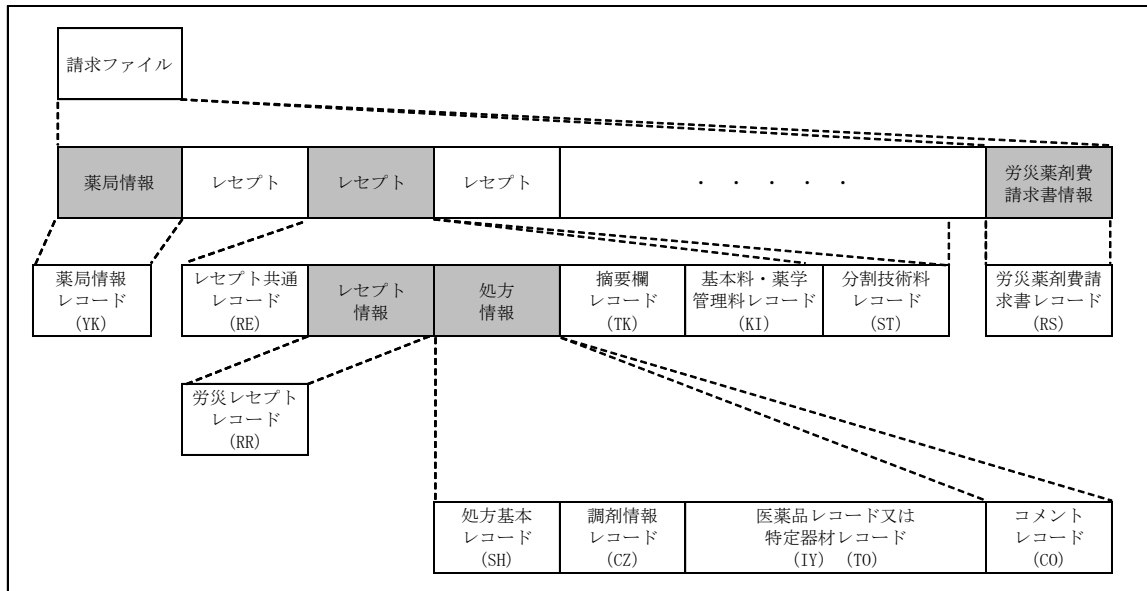 請求ファイル
薬局情報
レセプト
レセプト
レセプト
・ ・ ・ ・ ・
労災薬剤費
請求書情報
薬局情報
レコード
(YK)
レセプト共通
レコード
(RE)
レセプト
情報
処方
情報
摘要欄
レコード
(TK)
基本料・薬学
管理料レコード
(KI)
分割技術料
レコード
(ST)
労災薬剤費請
求書レコード
(RS)
労災レセプト
レコード
(RR)
処方基本
レコード
(SH)
調剤情報
レコード
(CZ)
医薬品レコード又は
特定器材レコード
(IY) (TO)
コメント
レコード
(CO)